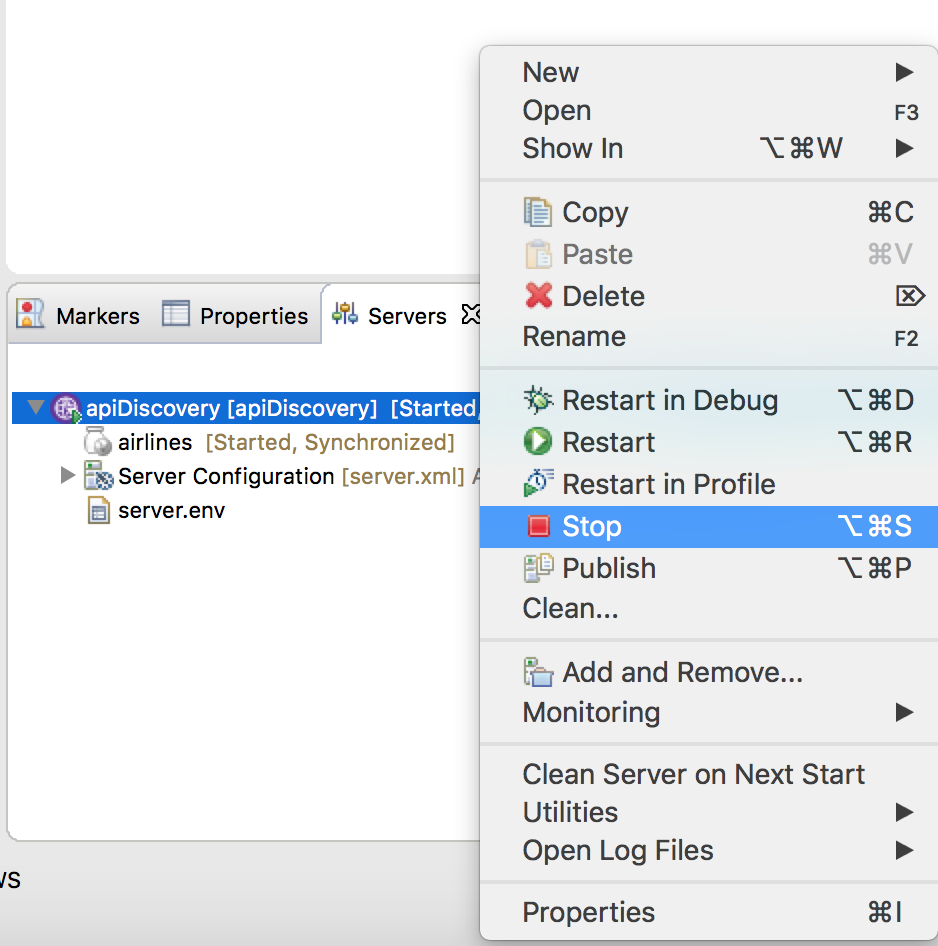 New
Open F3
Show In ⌥⌘W
Copy ⌘C
Paste ⌘V
Delete ⌦
Rename F2
Markers Properties Servers
Restart in Debug ⌥⌘D
apiDiscovery [apiDiscovery] [Started,
Restart ⌥⌘R
airlines [Started, Synchronized]
Server Configuration [server.xml]
Restart in Profile
server.env
Stop ⌥⌘S
Publish ⌥⌘P
Clean...
Add and Remove...
Monitoring
Clean Server on Next Start
Utilities
Open Log Files
Properties ⌘I